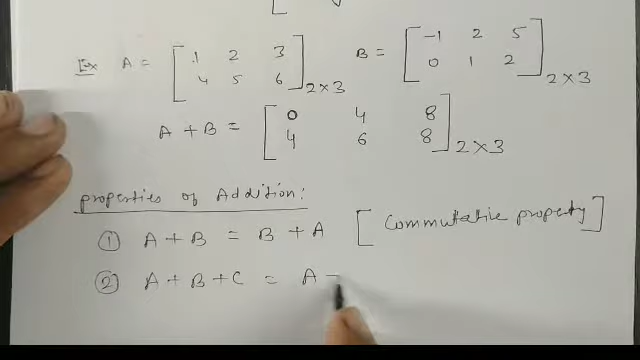 Ex A = [ 1 2 3 B = [ -1 2 5
4 5 6 ] 2×3 0 1 2 ] 2×3
A + B = [ 0 4 8
4 6 8 ] 2×3
properties of Addition:
① A + B = B + A [ Commutative property ]
② A + B + C = A -